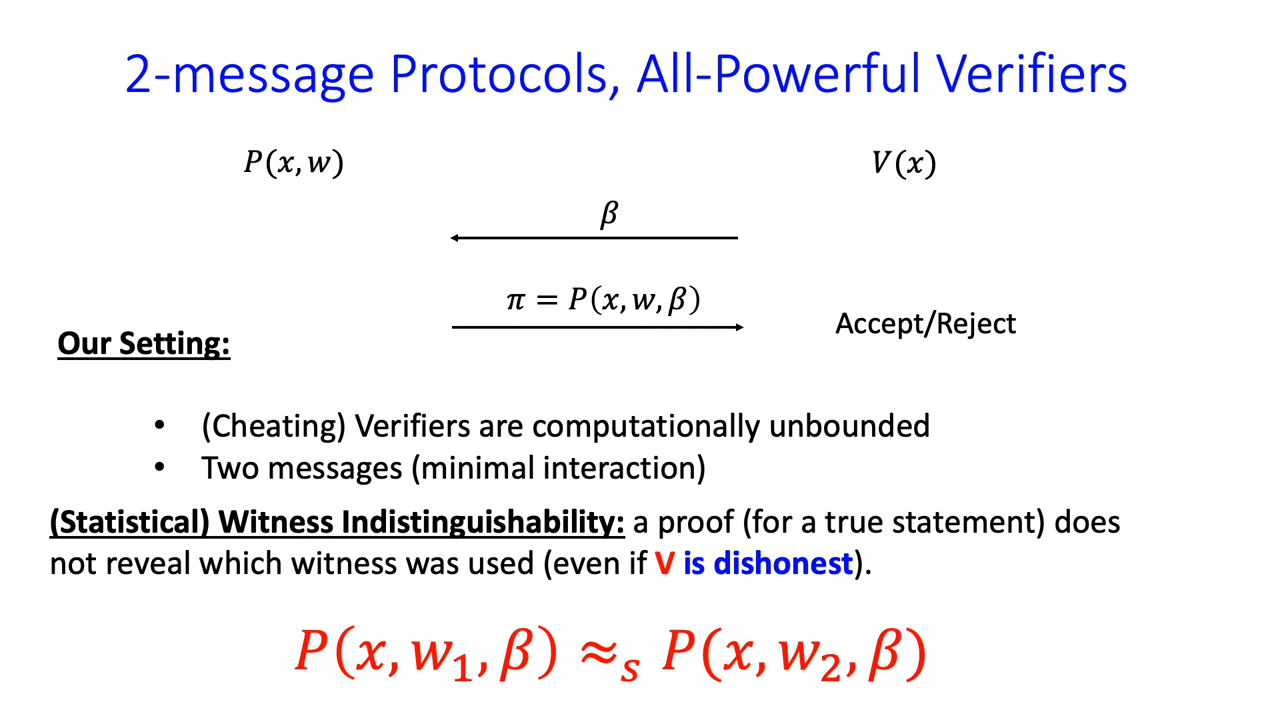 2-message Protocols, All-Powerful Verifiers
P(x, w)
V(x)
β
π = P(x, w, β)
Accept/Reject
Our Setting:
• (Cheating) Verifiers are computationally unbounded
• Two messages (minimal interaction)
(Statistical) Witness Indistinguishability: a proof (for a true statement) does
not reveal which witness was used (even if V is dishonest).
P(x, w₁, β) ≈ₛ P(x, w₂, β)